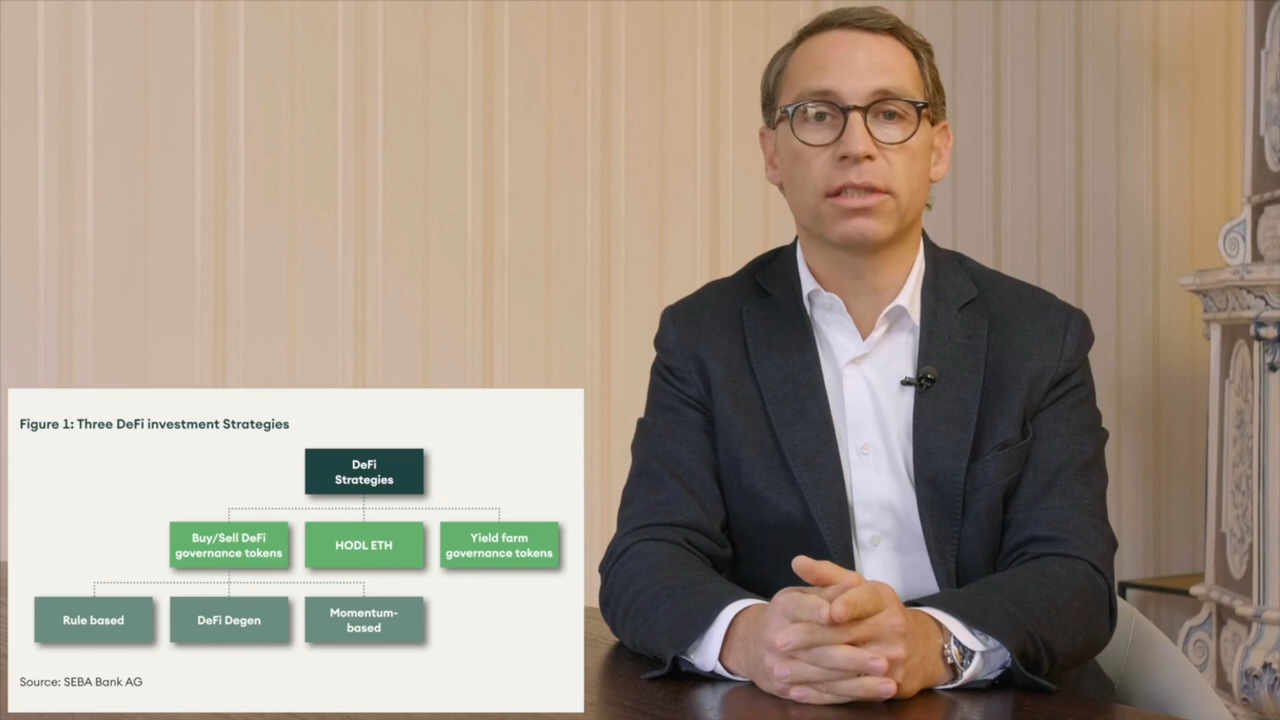 Figure 1: Three DeFi investment Strategies
DeFi
Strategies
Buy/Sell DeFi
governance tokens
HODL ETH
Yield farm
governance tokens
Rule based
DeFi Degen
Momentum-
based
Source: SEBA Bank AG